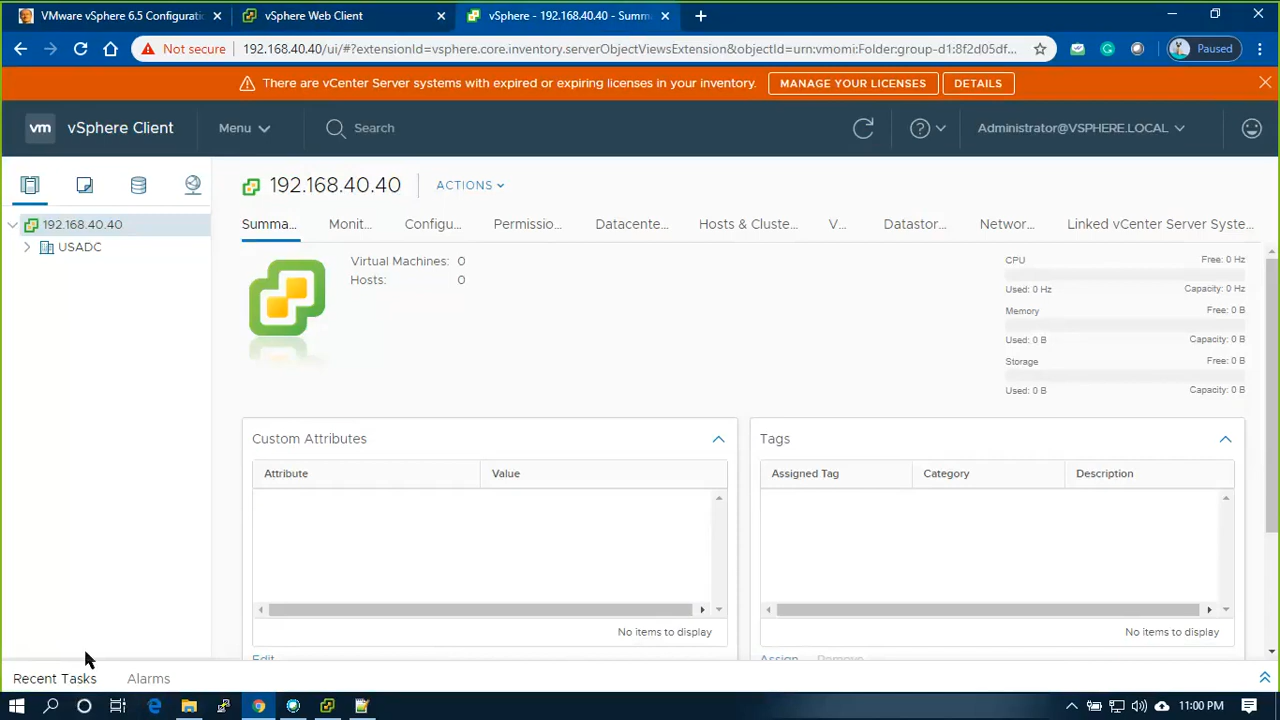 VMware vSphere 6.5 Configurati
vSphere Web Client
vSphere - 192.168.40.40 - Summa
Not secure
192.168.40.40/ui/#?extensionId=vsphere.core.inventory.serverObjectViewsExtension&objectId=urn:vmomi:Folder:group-d1:8f2d05df...
Paused
There are vCenter Server systems with expired or expiring licenses in your inventory.
MANAGE YOUR LICENSES
DETAILS
vm
vSphere Client
Menu
Search
Administrator@VSPHERE.LOCAL
192.168.40.40
USADC
192.168.40.40
ACTIONS
Summa...
Monit...
Configu...
Permissio...
Datacente...
Hosts & Cluste...
V...
Datastor...
Networ...
Linked vCenter Server Syste...
Virtual Machines: 0
Hosts: 0
CPU
Free: 0 Hz
Used: 0 Hz
Capacity: 0 Hz
Memory
Free: 0 B
Used: 0 B
Capacity: 0 B
Storage
Free: 0 B
Used: 0 B
Capacity: 0 B
Custom Attributes
Attribute
Value
No items to display
Edit
Tags
Assigned Tag
Category
Description
No items to display
Assign
Remove
Recent Tasks
Alarms
11:00 PM